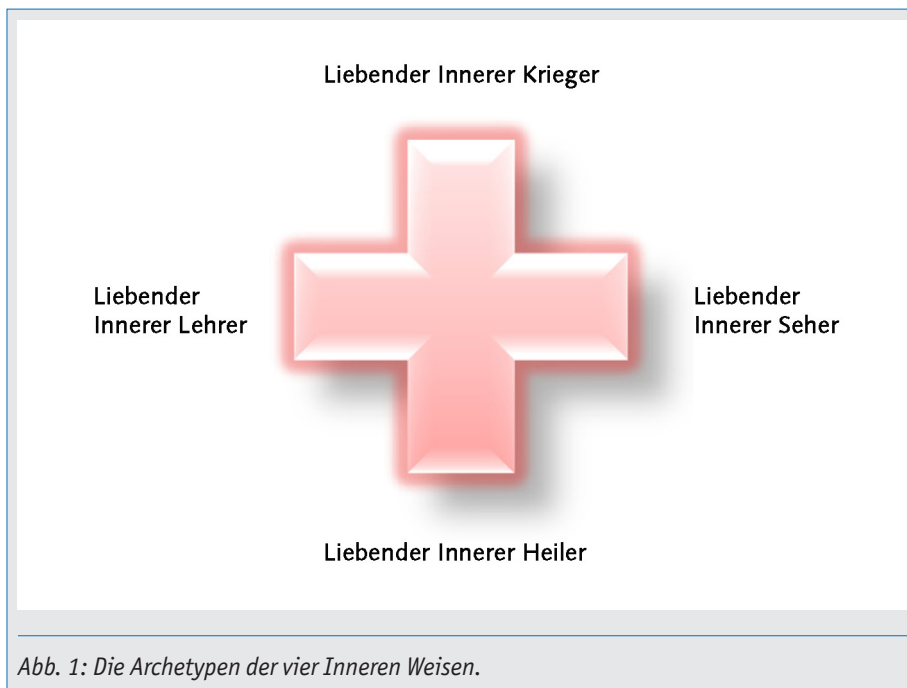 Liebender Innerer Krieger
Liebender
Innerer Lehrer
Liebender
Innerer Seher
Liebender Innerer Heiler
Abb. 1: Die Archetypen der vier Inneren Weisen.